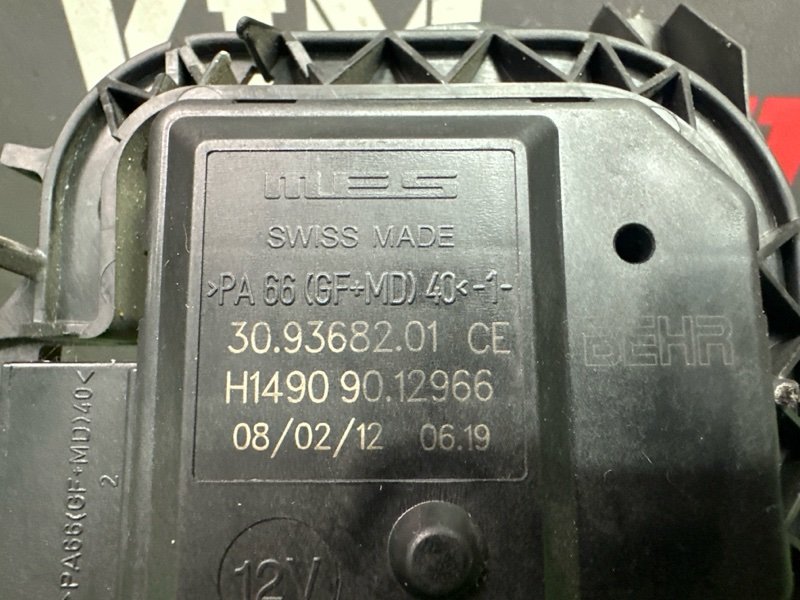 MES
SWISS MADE
>PA 66 (GF+MD) 40<-1-
30.93682.01 CE
H1490 90.12966
08/02/12 06.19
BEHR
>PA66(GF+MD)40<
2
12V